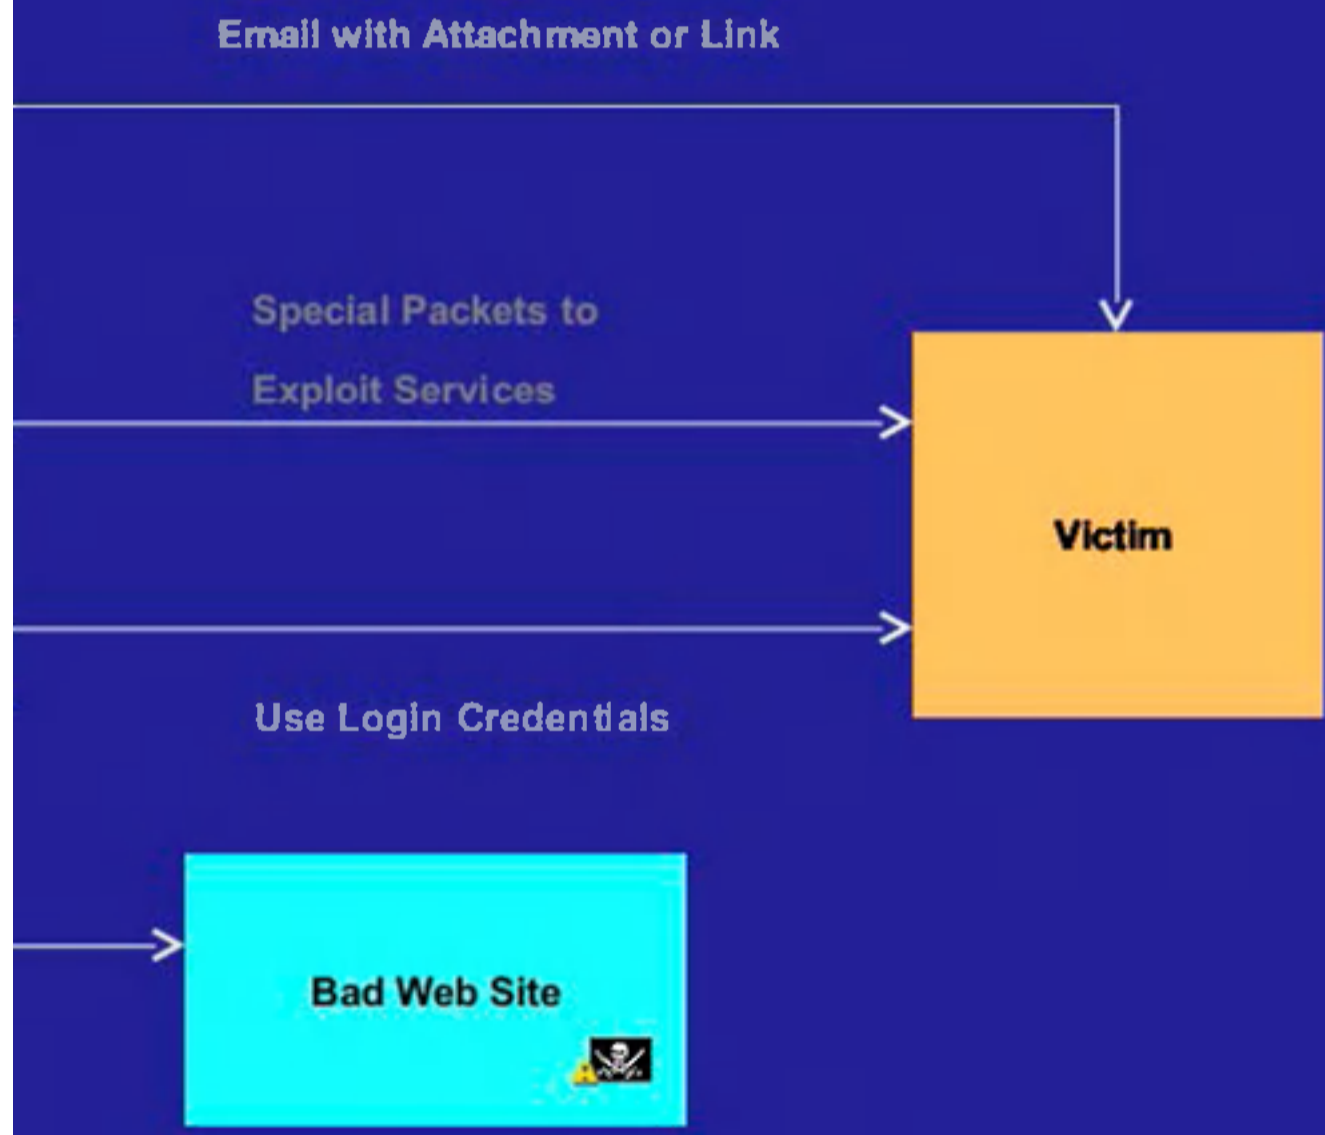 Email with Attachment or Link
Special Packets to
Exploit Services
Victim
Use Login Credentials
Bad Web Site